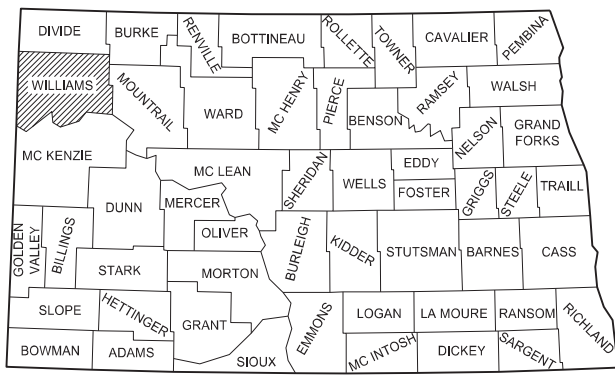 DIVIDE
BURKE
RENVILLE
BOTTINEAU
ROLLETTE
TOWNER
CAVALIER
PEMBINA
WILLIAMS
MOUNTRAIL
WARD
MC HENRY
PIERCE
BENSON
RAMSEY
WALSH
MC KENZIE
NELSON
GRAND
FORKS
MC LEAN
SHERIDAN
WELLS
EDDY
FOSTER
GRIGGS
STEELE
TRAILL
DUNN
MERCER
OLIVER
GOLDEN
VALLEY
BILLINGS
STARK
MORTON
BURLEIGH
KIDDER
STUTSMAN
BARNES
CASS
SLOPE
HETTINGER
GRANT
EMMONS
LOGAN
LA MOURE
RANSOM
RICHLAND
BOWMAN
ADAMS
SIOUX
MC INTOSH
DICKEY
SARGENT